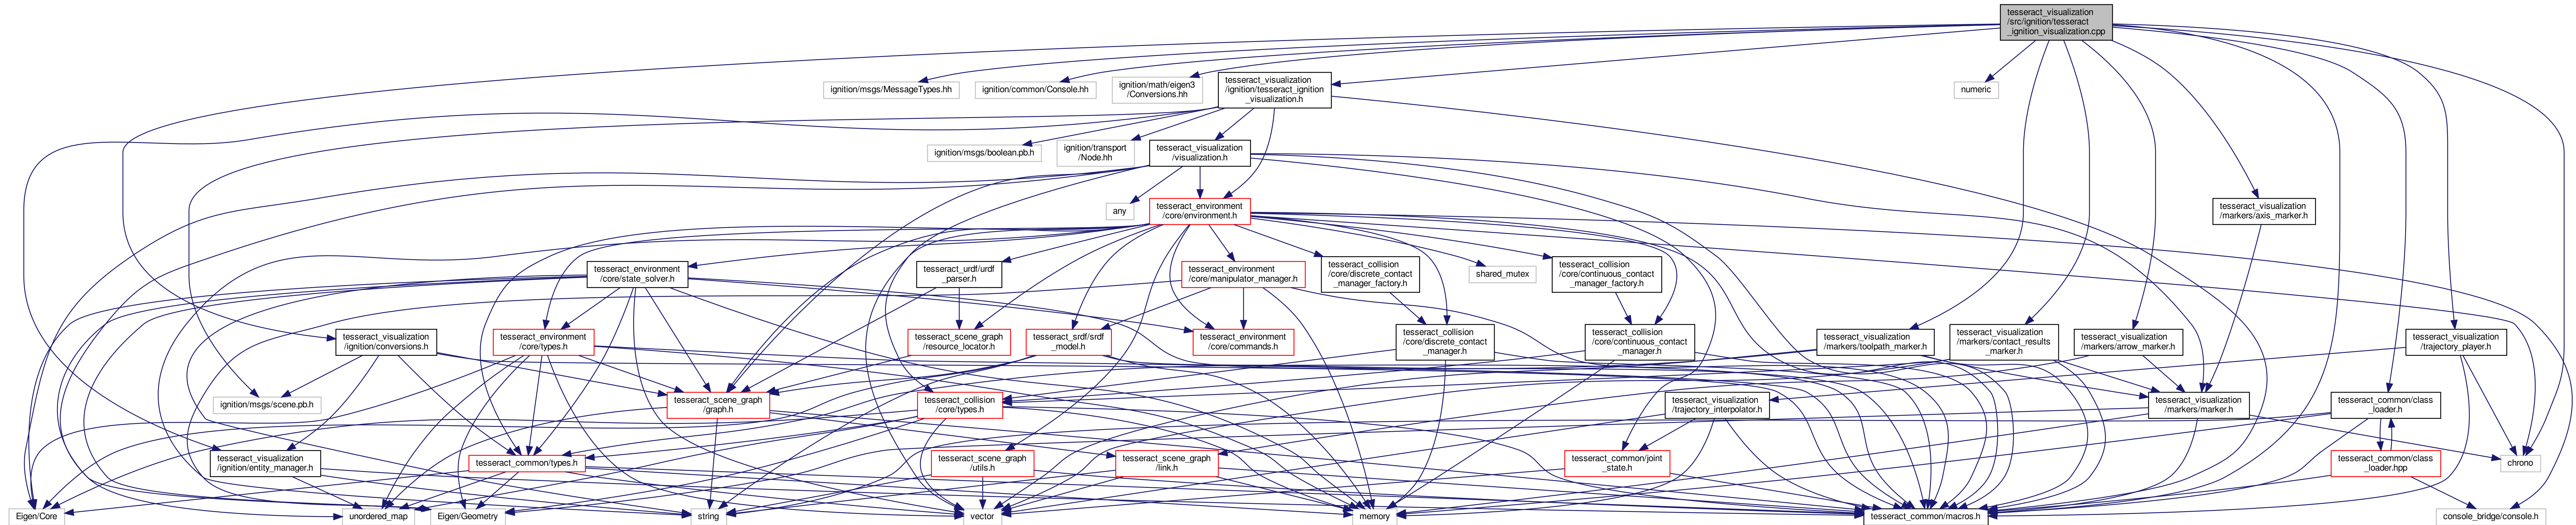 tesseract_visualization
/src/ignition/tesseract
_ignition_visualization.cpp
ignition/msgs/MessageTypes.hh
ignition/common/Console.hh
ignition/math/eigen3
/Conversions.hh
tesseract_visualization
/ignition/tesseract_ignition
_visualization.h
numeric
ignition/msgs/boolean.pb.h
ignition/transport
/Node.hh
tesseract_visualization
/visualization.h
any
tesseract_environment
/core/environment.h
tesseract_visualization
/markers/axis_marker.h
tesseract_environment
/core/state_solver.h
tesseract_urdf/urdf
_parser.h
tesseract_environment
/core/manipulator_manager.h
tesseract_collision
/core/discrete_contact
_manager_factory.h
shared_mutex
tesseract_collision
/core/continuous_contact
_manager_factory.h
tesseract_visualization
/ignition/conversions.h
tesseract_environment
/core/types.h
tesseract_scene_graph
/resource_locator.h
tesseract_srdf/srdf
_model.h
tesseract_environment
/core/commands.h
tesseract_collision
/core/discrete_contact
_manager.h
tesseract_collision
/core/continuous_contact
_manager.h
tesseract_visualization
/markers/toolpath_marker.h
tesseract_visualization
/markers/contact_results
_marker.h
tesseract_visualization
/markers/arrow_marker.h
tesseract_visualization
/trajectory_player.h
ignition/msgs/scene.pb.h
tesseract_scene_graph
/graph.h
tesseract_collision
/core/types.h
tesseract_visualization
/trajectory_interpolator.h
tesseract_visualization
/markers/marker.h
tesseract_common/class
_loader.h
tesseract_visualization
/ignition/entity_manager.h
tesseract_common/types.h
tesseract_scene_graph
/utils.h
tesseract_scene_graph
/link.h
tesseract_common/joint
_state.h
tesseract_common/class
_loader.hpp
chrono
Eigen/Core
unordered_map
Eigen/Geometry
string
vector
memory
tesseract_common/macros.h
console_bridge/console.h